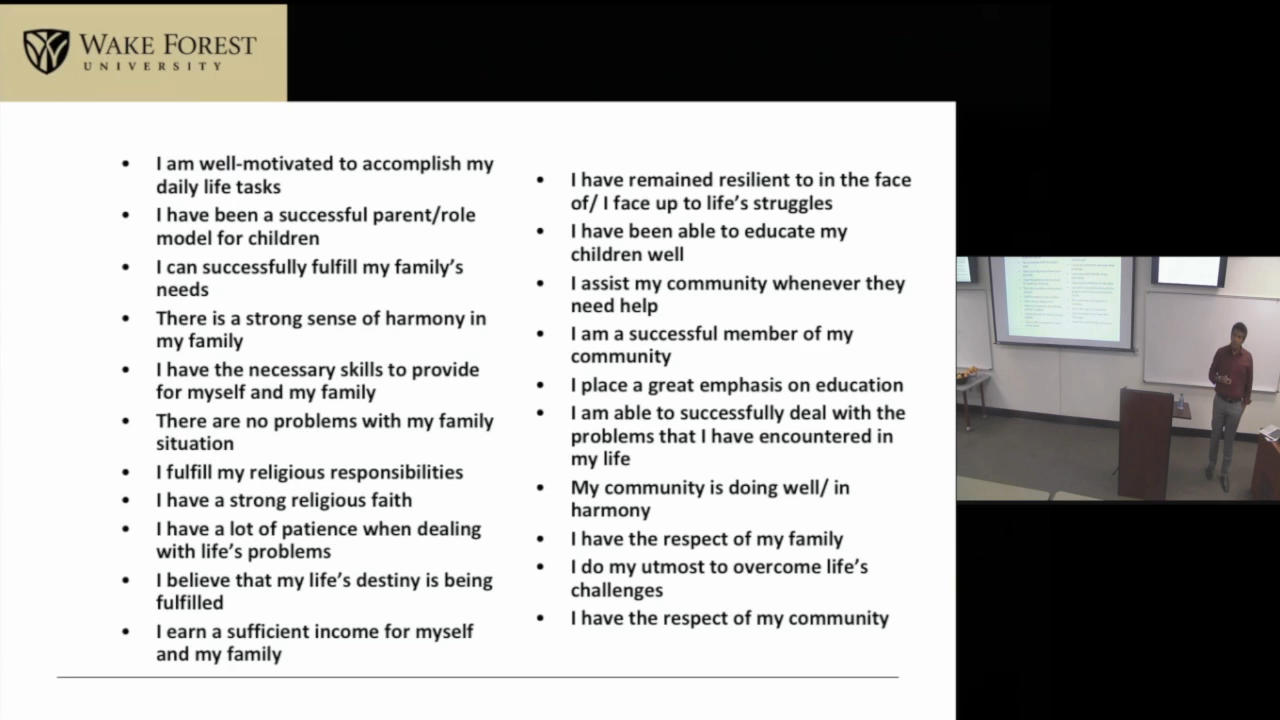 WAKE FOREST
UNIVERSITY
• I am well-motivated to accomplish my
daily life tasks
• I have been a successful parent/role
model for children
• I can successfully fulfill my family's
needs
• There is a strong sense of harmony in
my family
• I have the necessary skills to provide
for myself and my family
• There are no problems with my family
situation
• I fulfill my religious responsibilities
• I have a strong religious faith
• I have a lot of patience when dealing
with life's problems
• I believe that my life's destiny is being
fulfilled
• I earn a sufficient income for myself
and my family
• I have remained resilient to in the face
of/ I face up to life's struggles
• I have been able to educate my
children well
• I assist my community whenever they
need help
• I am a successful member of my
community
• I place a great emphasis on education
• I am able to successfully deal with the
problems that I have encountered in
my life
• My community is doing well/ in
harmony
• I have the respect of my family
• I do my utmost to overcome life's
challenges
• I have the respect of my community